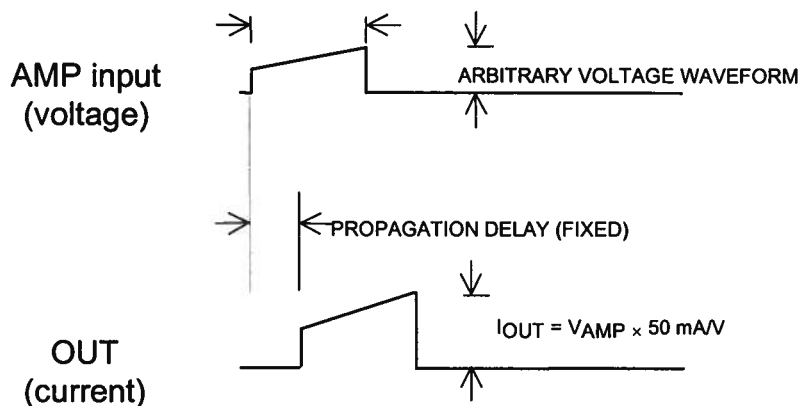 AMP input
(voltage)
ARBITRARY VOLTAGE WAVEFORM
PROPAGATION DELAY (FIXED)
IOUT = VAMP × 50 mA/V
OUT
(current)